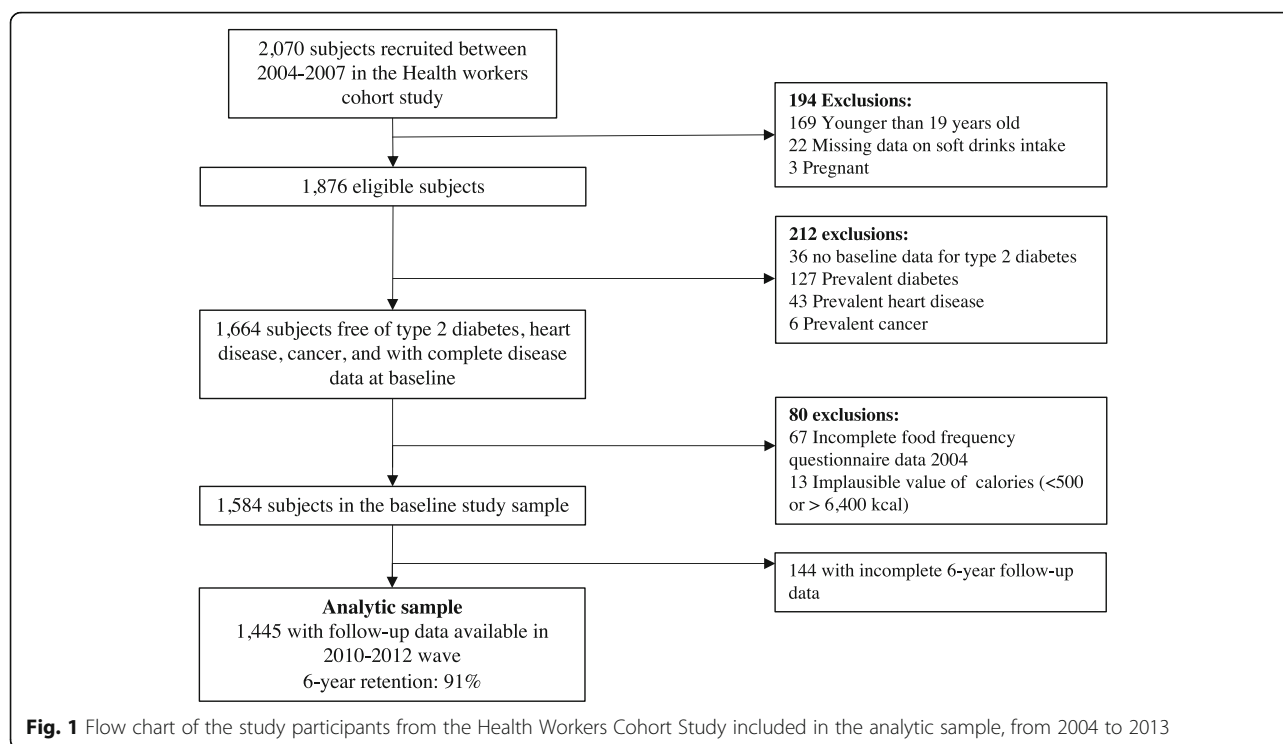 2,070 subjects recruited between
2004-2007 in the Health workers
cohort study
194 Exclusions:
169 Younger than 19 years old
22 Missing data on soft drinks intake
3 Pregnant
1,876 eligible subjects
212 exclusions:
36 no baseline data for type 2 diabetes
127 Prevalent diabetes
43 Prevalent heart disease
6 Prevalent cancer
1,664 subjects free of type 2 diabetes, heart
disease, cancer, and with complete disease
data at baseline
80 exclusions:
67 Incomplete food frequency
questionnaire data 2004
13 Implausible value of calories (<500
or > 6,400 kcal)
1,584 subjects in the baseline study sample
144 with incomplete 6-year follow-up
data
Analytic sample
1,445 with follow-up data available in
2010-2012 wave
6-year retention: 91%
Fig. 1 Flow chart of the study participants from the Health Workers Cohort Study included in the analytic sample, from 2004 to 2013